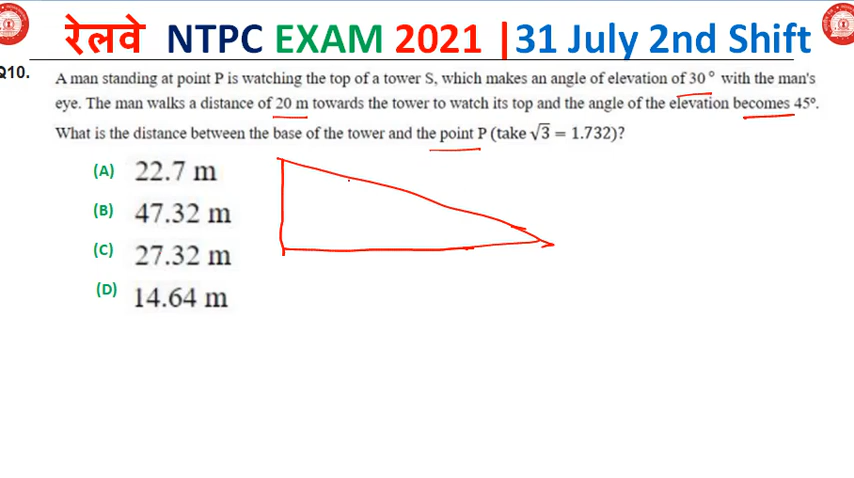 रेलवे NTPC EXAM 2021 |31 July 2nd Shift
Q10. A man standing at point P is watching the top of a tower S, which makes an angle of elevation of 30° with the man's
eye. The man walks a distance of 20 m towards the tower to watch its top and the angle of the elevation becomes 45°.
What is the distance between the base of the tower and the point P (take √3 = 1.732)?
(A) 22.7 m
(B) 47.32 m
(C) 27.32 m
(D) 14.64 m